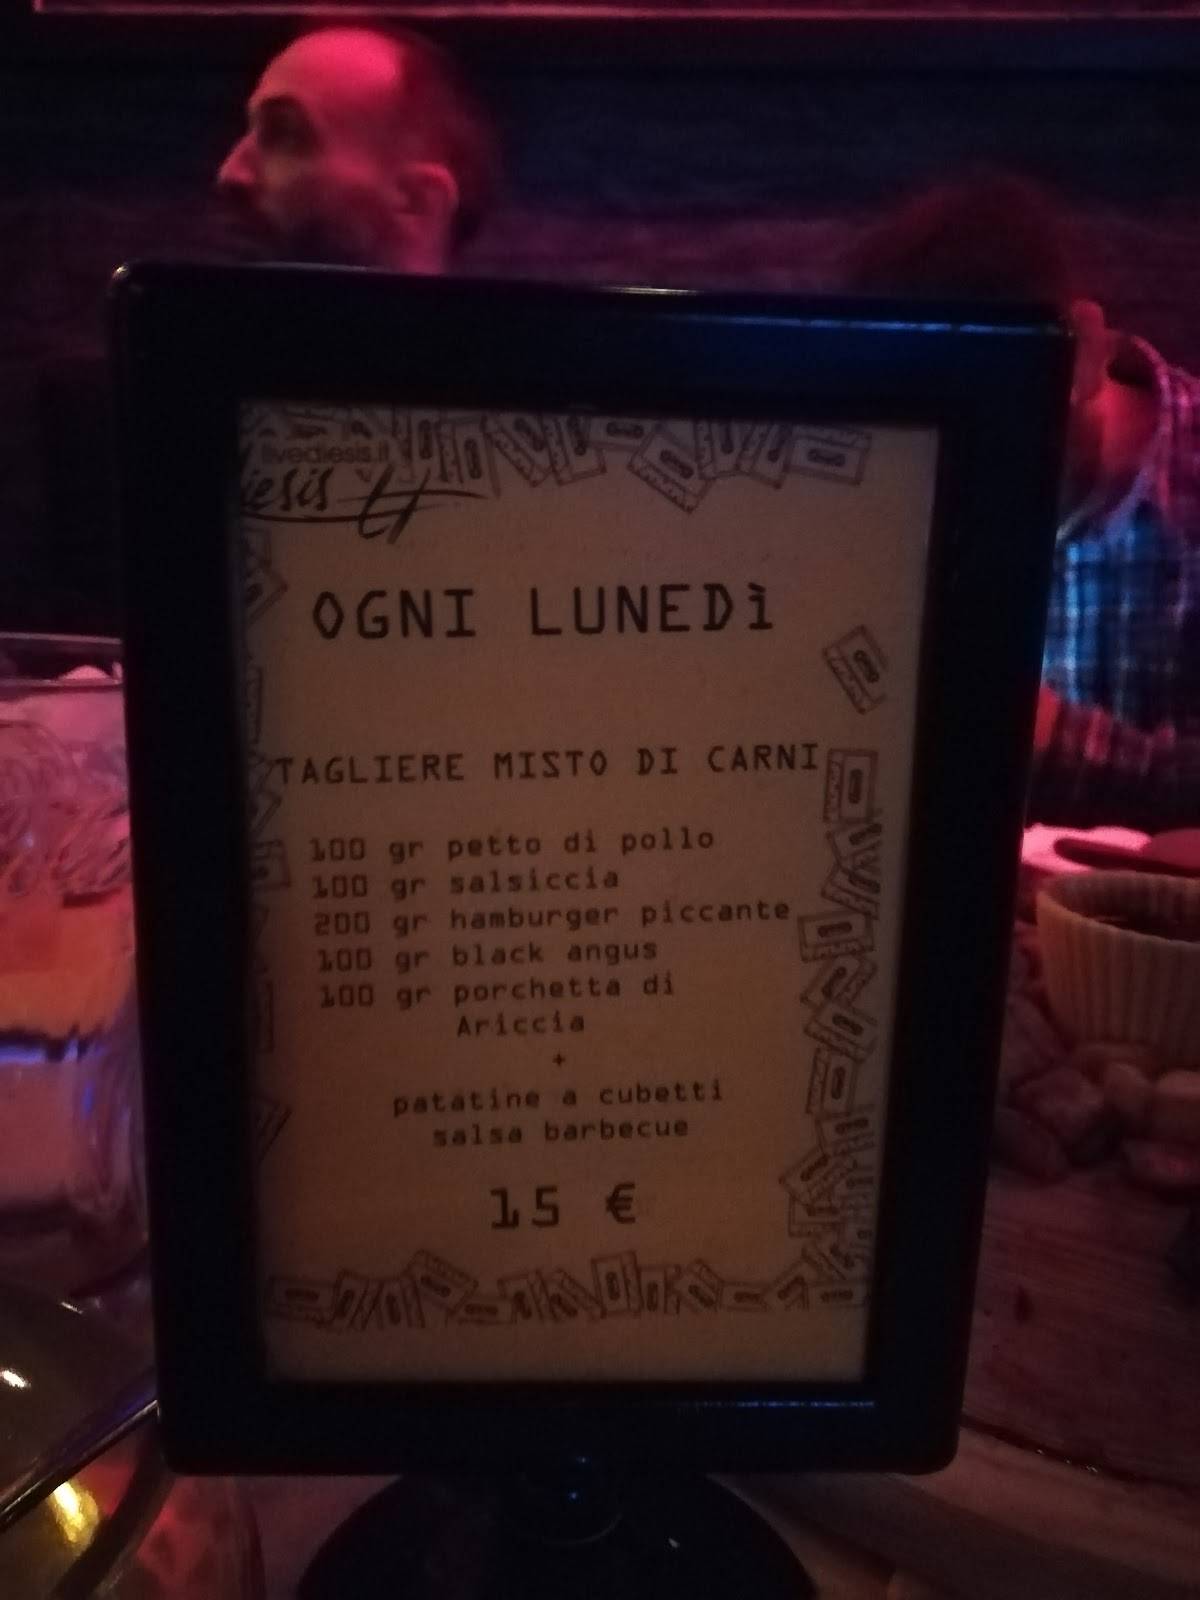 livediesis.it
iesis
OGNI LUNEDì
TAGLIERE MISTO DI CARNI
100 gr petto di pollo
100 gr salsiccia
200 gr hamburger piccante
100 gr black angus
100 gr porchetta di
Ariccia
+
patatine a cubetti
salsa barbecue
15 €